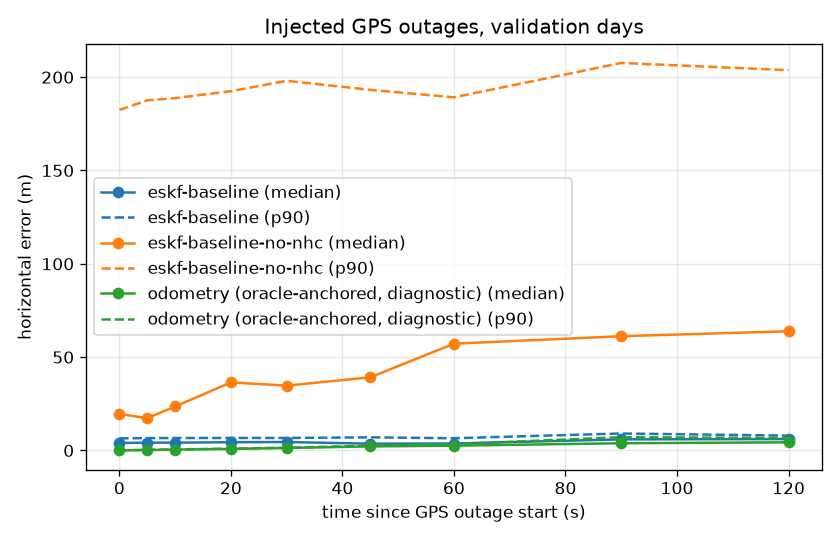 Injected GPS outages, validation days
horizontal error (m)
200
150
100
50
0
eskf-baseline (median)
eskf-baseline (p90)
eskf-baseline-no-nhc (median)
eskf-baseline-no-nhc (p90)
odometry (oracle-anchored, diagnostic) (median)
odometry (oracle-anchored, diagnostic) (p90)
0 20 40 60 80 100 120
time since GPS outage start (s)